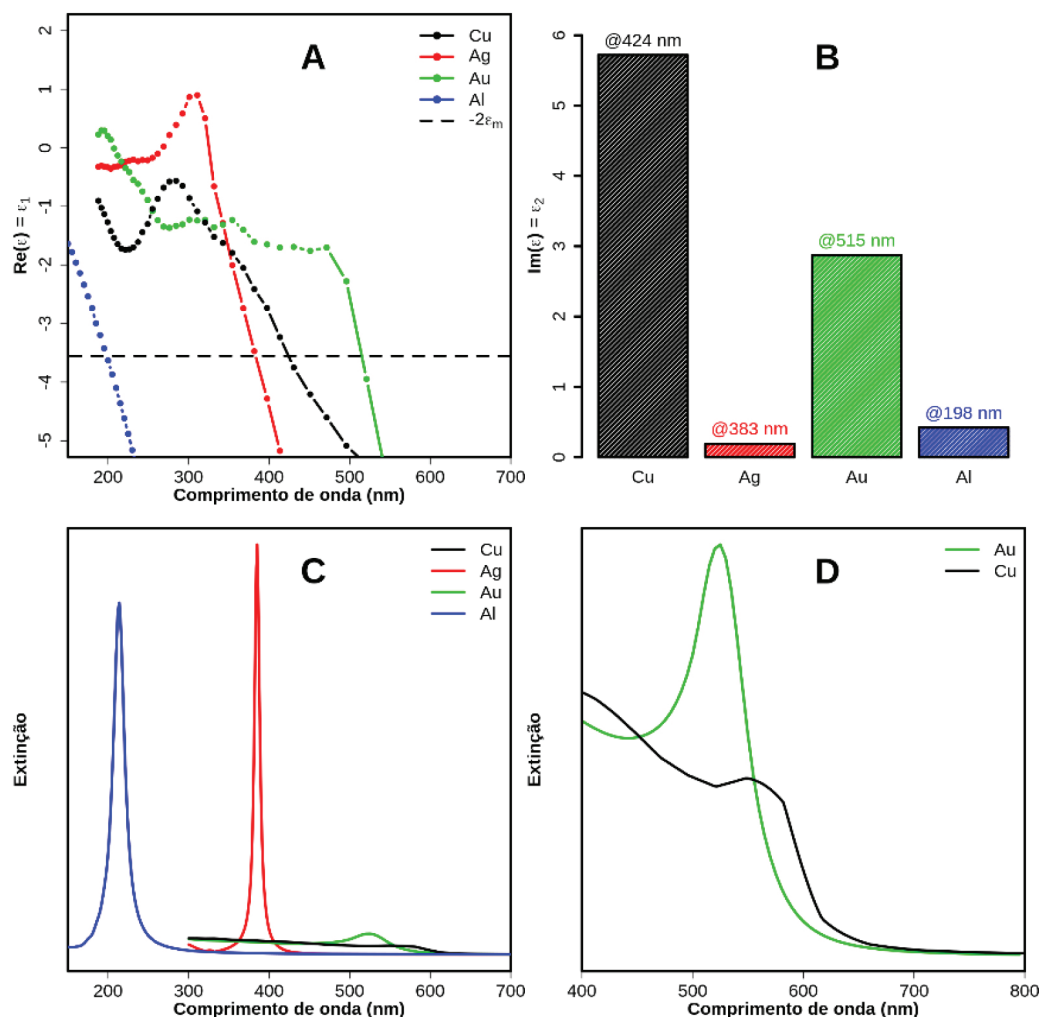 A
Cu
Ag
Au
Al
-2εm
2
1
0
-1
-2
-3
-4
-5
Re(ε) = ε1
200 300 400 500 600 700
Comprimento de onda (nm)
B
@424 nm
@515 nm
@383 nm
@198 nm
6
5
4
3
2
1
0
Im(ε) = ε2
Cu Ag Au Al
C
Cu
Ag
Au
Al
Extinção
200 300 400 500 600 700
Comprimento de onda (nm)
D
Au
Cu
Extinção
400 500 600 700 800
Comprimento de onda (nm)